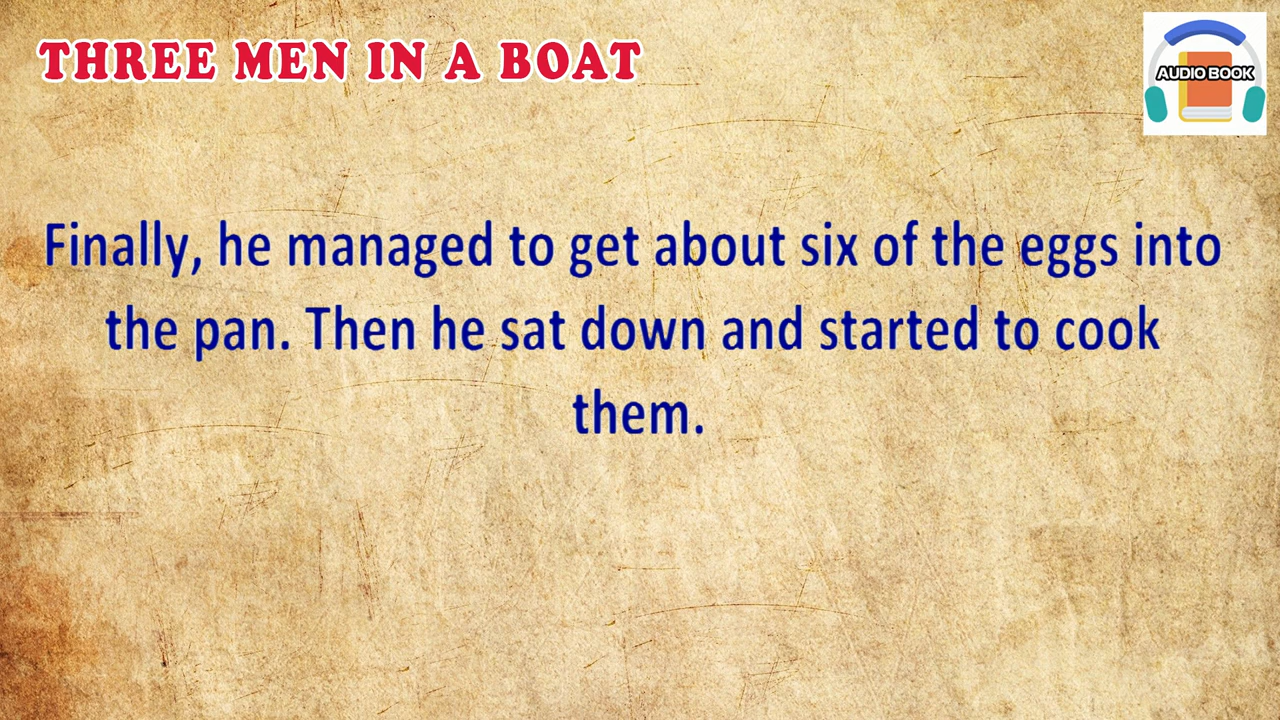 THREE MEN IN A BOAT
AUDIO BOOK
Finally, he managed to get about six of the eggs into
the pan. Then he sat down and started to cook
them.